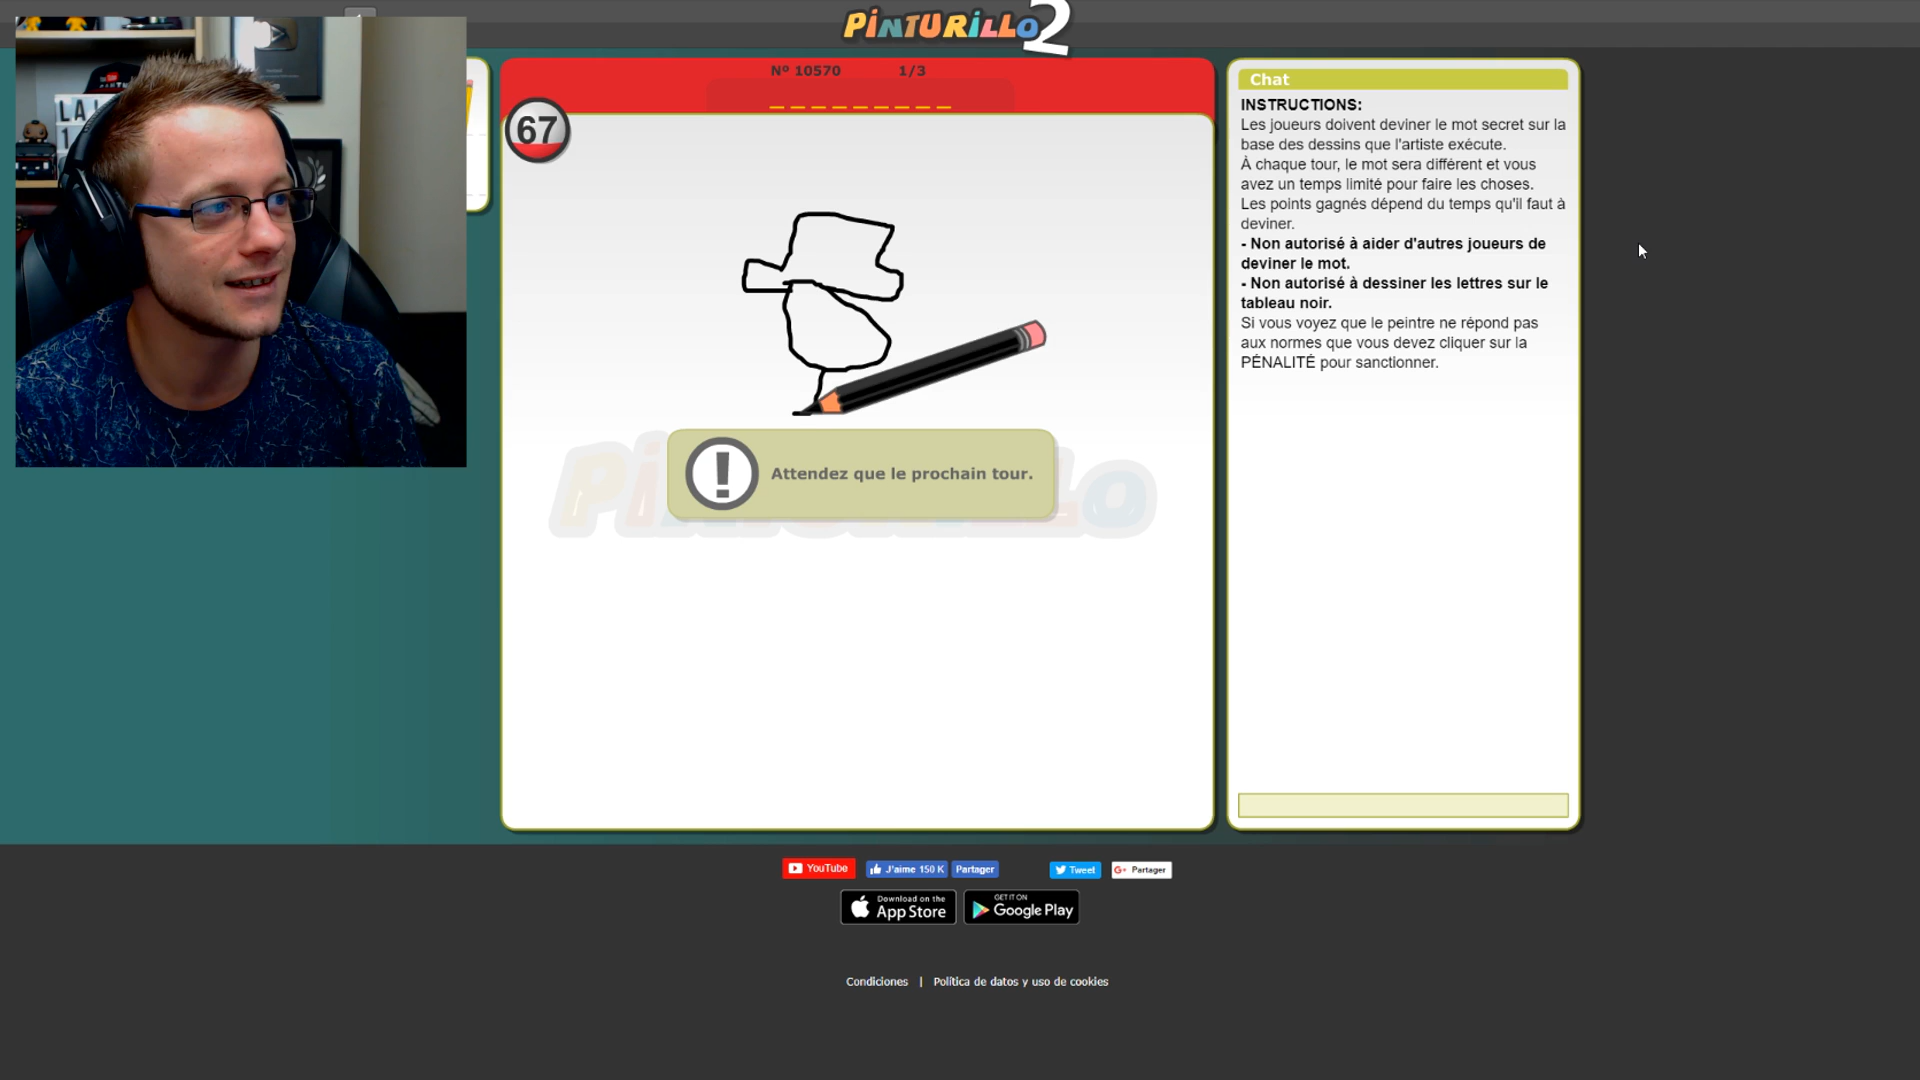 PINTURILLO 2
Nº 10570 1/3
67
LA
1
Attendez que le prochain tour.
PINTURILLO
Chat
INSTRUCTIONS:
Les joueurs doivent deviner le mot secret sur la
base des dessins que l'artiste exécute.
À chaque tour, le mot sera différent et vous
avez un temps limité pour faire les choses.
Les points gagnés dépend du temps qu'il faut à
deviner.
- Non autorisé à aider d'autres joueurs de
deviner le mot.
- Non autorisé à dessiner les lettres sur le
tableau noir.
Si vous voyez que le peintre ne répond pas
aux normes que vous devez cliquer sur la
PÉNALITÉ pour sanctionner.
YouTube J'aime 150 K Partager Tweet G+ Partager
Download on the
App Store
GET IT ON
Google Play
Condiciones | Política de datos y uso de cookies